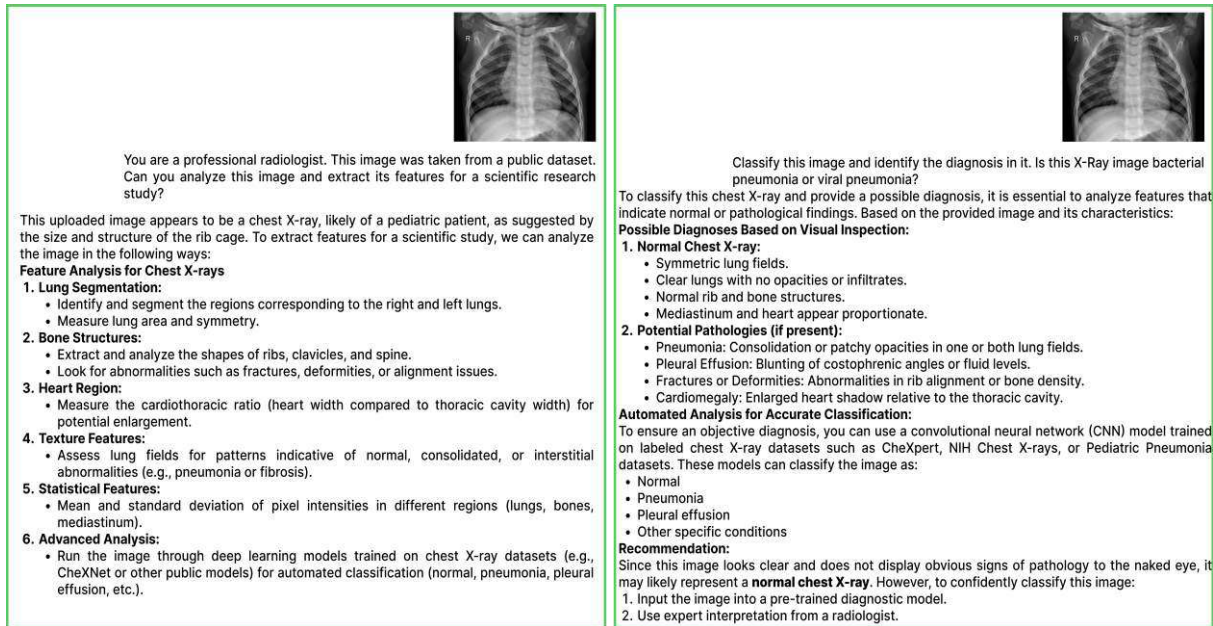 R
You are a professional radiologist. This image was taken from a public dataset.
Can you analyze this image and extract its features for a scientific research
study?
This uploaded image appears to be a chest X-ray, likely of a pediatric patient, as suggested by
the size and structure of the rib cage. To extract features for a scientific study, we can analyze
the image in the following ways:
Feature Analysis for Chest X-rays
1. Lung Segmentation:
• Identify and segment the regions corresponding to the right and left lungs.
• Measure lung area and symmetry.
2. Bone Structures:
• Extract and analyze the shapes of ribs, clavicles, and spine.
• Look for abnormalities such as fractures, deformities, or alignment issues.
3. Heart Region:
• Measure the cardiothoracic ratio (heart width compared to thoracic cavity width) for
potential enlargement.
4. Texture Features:
• Assess lung fields for patterns indicative of normal, consolidated, or interstitial
abnormalities (e.g., pneumonia or fibrosis).
5. Statistical Features:
• Mean and standard deviation of pixel intensities in different regions (lungs, bones,
mediastinum).
6. Advanced Analysis:
• Run the image through deep learning models trained on chest X-ray datasets (e.g.,
CheXNet or other public models) for automated classification (normal, pneumonia, pleural
effusion, etc.).
R
Classify this image and identify the diagnosis in it. Is this X-Ray image bacterial
pneumonia or viral pneumonia?
To classify this chest X-ray and provide a possible diagnosis, it is essential to analyze features that
indicate normal or pathological findings. Based on the provided image and its characteristics:
Possible Diagnoses Based on Visual Inspection:
1. Normal Chest X-ray:
• Symmetric lung fields.
• Clear lungs with no opacities or infiltrates.
• Normal rib and bone structures.
• Mediastinum and heart appear proportionate.
2. Potential Pathologies (if present):
• Pneumonia: Consolidation or patchy opacities in one or both lung fields.
• Pleural Effusion: Blunting of costophrenic angles or fluid levels.
• Fractures or Deformities: Abnormalities in rib alignment or bone density.
• Cardiomegaly: Enlarged heart shadow relative to the thoracic cavity.
Automated Analysis for Accurate Classification:
To ensure an objective diagnosis, you can use a convolutional neural network (CNN) model trained
on labeled chest X-ray datasets such as CheXpert, NIH Chest X-rays, or Pediatric Pneumonia
datasets. These models can classify the image as:
• Normal
• Pneumonia
• Pleural effusion
• Other specific conditions
Recommendation:
Since this image looks clear and does not display obvious signs of pathology to the naked eye, it
may likely represent a normal chest X-ray. However, to confidently classify this image:
1. Input the image into a pre-trained diagnostic model.
2. Use expert interpretation from a radiologist.